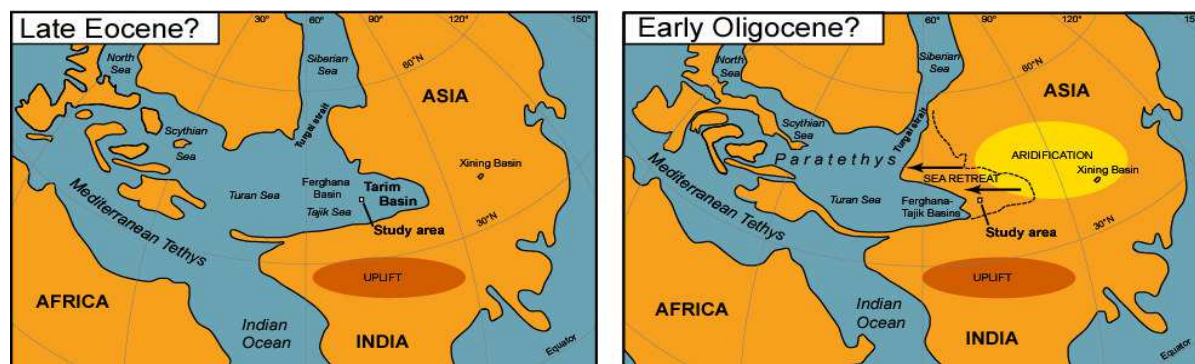 Late Eocene?
30°
60°
90°
120°
150°
North
Sea
Siberian
Sea
60°N
ASIA
Scythian
Sea
Turgai strait
Xining Basin
Turan Sea
Ferghana
Basin
Tarim
Basin
Tajik Sea
Mediterranean Tethys
Study area
30°N
UPLIFT
AFRICA
Indian
Ocean
INDIA
Equator
Early Oligocene?
60°
90°
120°
150°
North
Sea
Siberian
Sea
60°N
ASIA
Scythian
Sea
Turgai strait
Paratethys
ARIDIFICATION
Xining Basin
SEA RETREAT
Turan Sea
Ferghana-
Tajik Basins
Mediterranean Tethys
Study area
30°N
UPLIFT
AFRICA
Indian
Ocean
INDIA
Equator